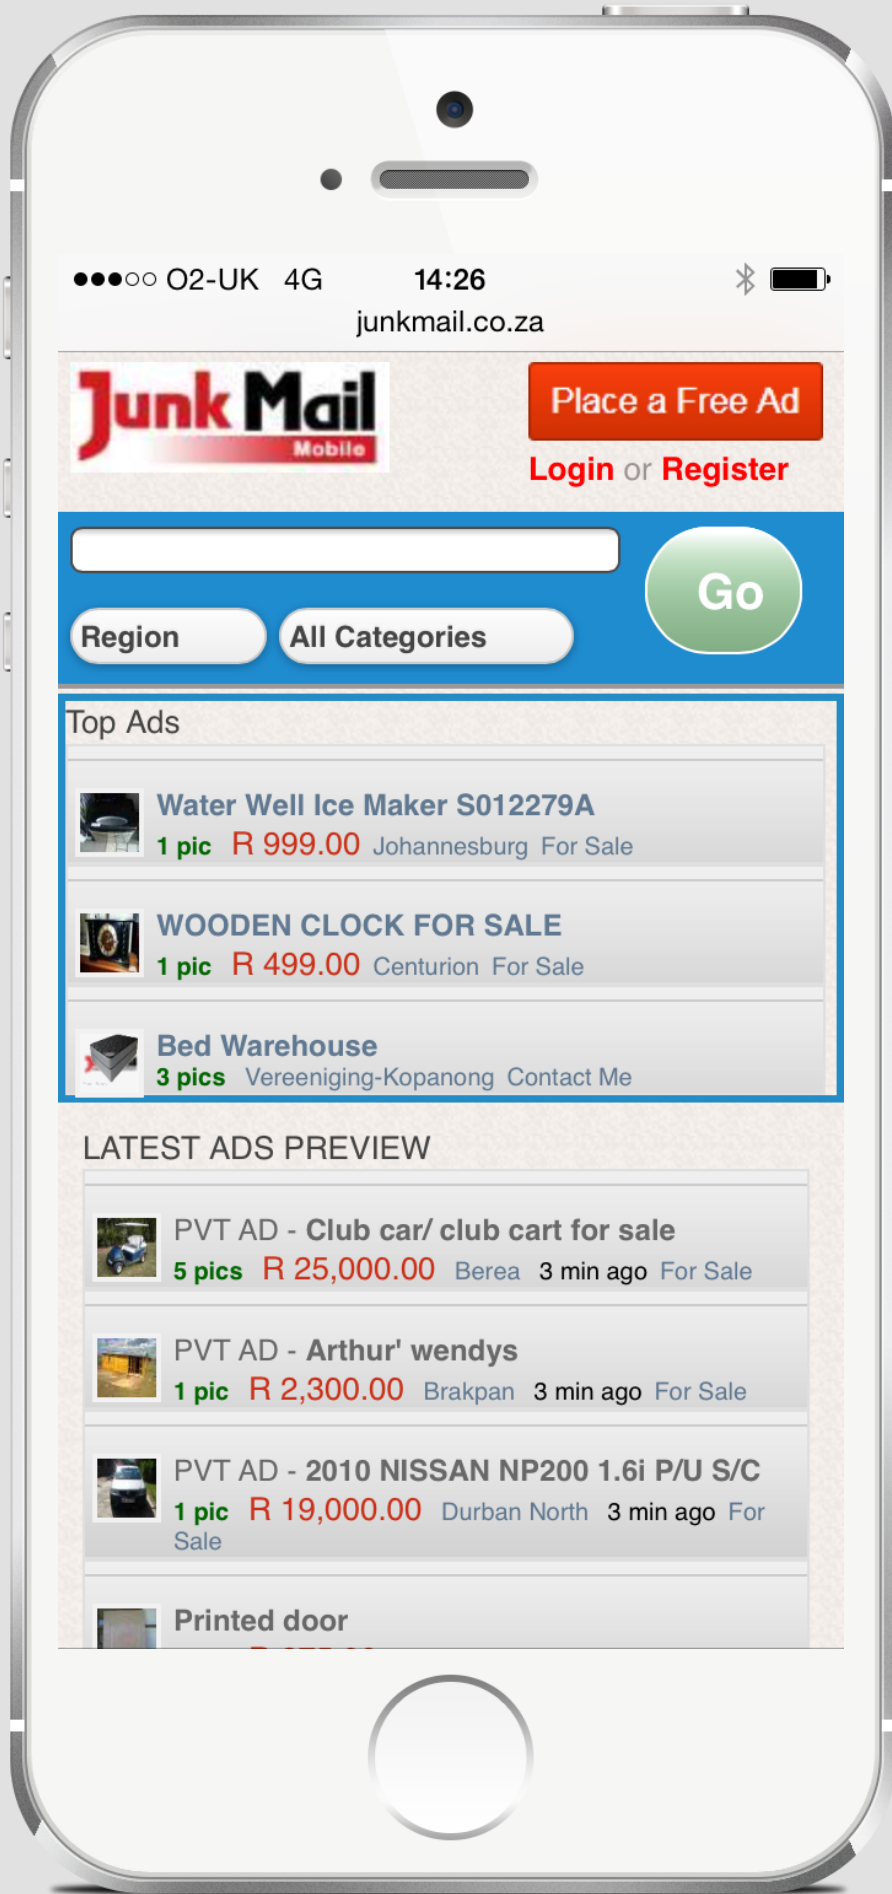 O2-UK 4G 14:26
junkmail.co.za
Junk Mail
Mobile
Place a Free Ad
Login or Register
Go
Region All Categories
Top Ads
Water Well Ice Maker S012279A
1 pic R 999.00 Johannesburg For Sale
WOODEN CLOCK FOR SALE
1 pic R 499.00 Centurion For Sale
Bed Warehouse
3 pics Vereeniging-Kopanong Contact Me
LATEST ADS PREVIEW
PVT AD - Club car/ club cart for sale
5 pics R 25,000.00 Berea 3 min ago For Sale
PVT AD - Arthur' wendys
1 pic R 2,300.00 Brakpan 3 min ago For Sale
PVT AD - 2010 NISSAN NP200 1.6i P/U S/C
1 pic R 19,000.00 Durban North 3 min ago For
Sale
Printed door